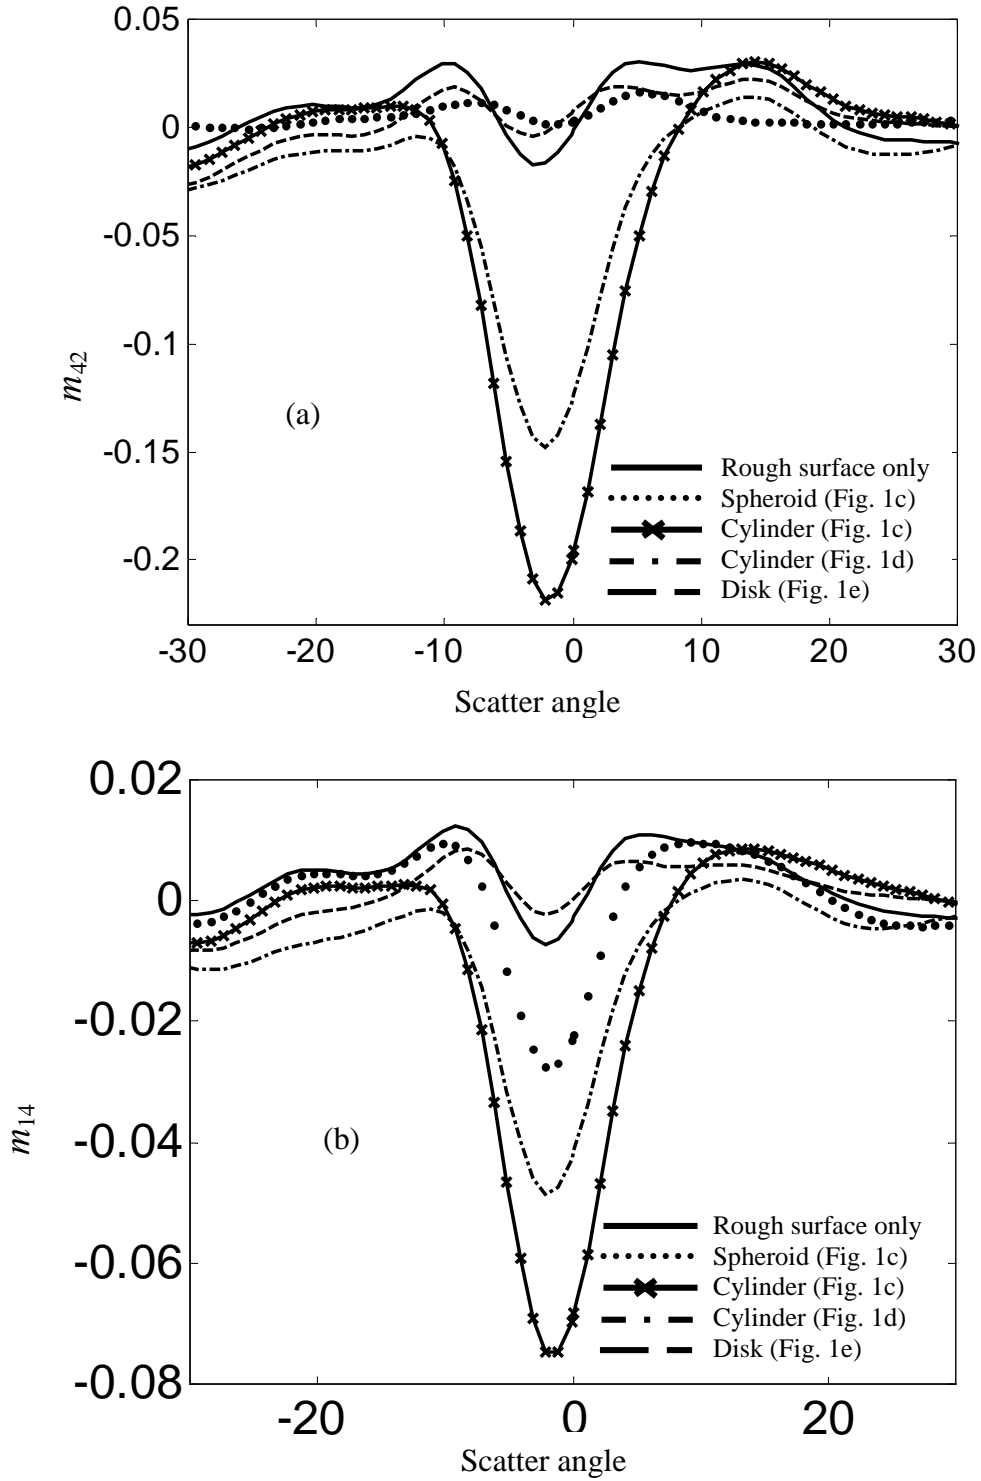 0.05
0
-0.05
-0.1
-0.15
-0.2
m42
(a)
Rough surface only
Spheroid (Fig. 1c)
Cylinder (Fig. 1c)
Cylinder (Fig. 1d)
Disk (Fig. 1e)
-30 -20 -10 0 10 20 30
Scatter angle
0.02
0
-0.02
-0.04
-0.06
-0.08
m14
(b)
Rough surface only
Spheroid (Fig. 1c)
Cylinder (Fig. 1c)
Cylinder (Fig. 1d)
Disk (Fig. 1e)
-20 0 20
Scatter angle